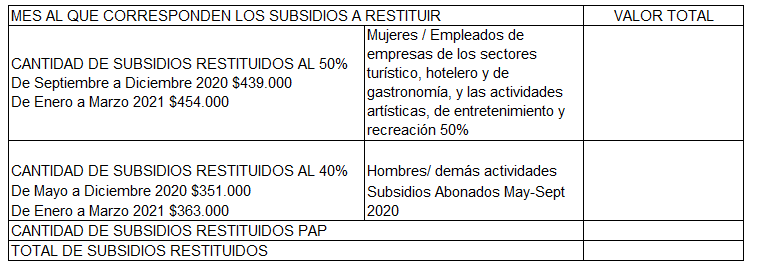 MES AL QUE CORRESPONDEN LOS SUBSIDIOS A RESTITUIR VALOR TOTAL
CANTIDAD DE SUBSIDIOS RESTITUIDOS AL 50%
De Septiembre a Diciembre 2020 $439.000
De Enero a Marzo 2021 $454.000
Mujeres / Empleados de
empresas de los sectores
turístico, hotelero y de
gastronomía, y las actividades
artísticas, de entretenimiento y
recreación 50%
CANTIDAD DE SUBSIDIOS RESTITUIDOS AL 40%
De Mayo a Diciembre 2020 $351.000
De Enero a Marzo 2021 $363.000
Hombres/ demás actividades
Subsidios Abonados May-Sept
2020
CANTIDAD DE SUBSIDIOS RESTITUIDOS PAP
TOTAL DE SUBSIDIOS RESTITUIDOS